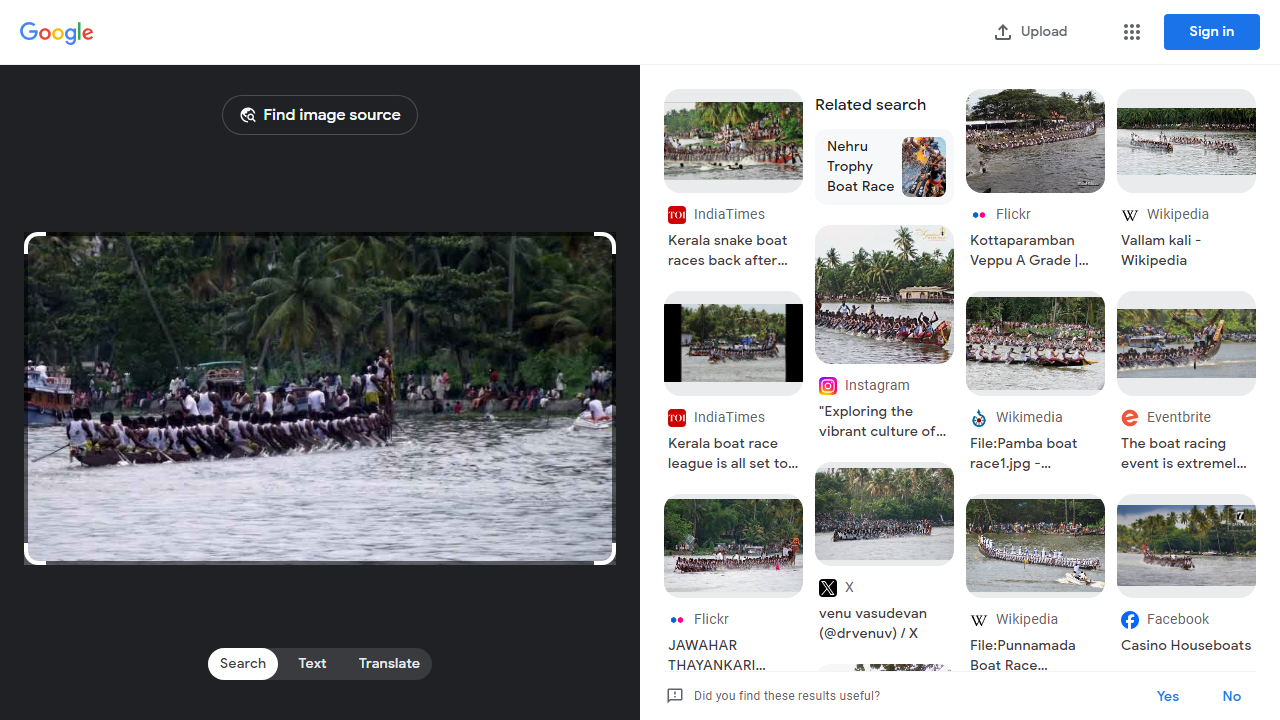 Google
Upload
Sign in
Find image source
Search
Text
Translate
IndiaTimes
Kerala snake boat
races back after...
IndiaTimes
Kerala boat race
league is all set to...
Flickr
JAWAHAR
THAYANKARI...
Related search
Nehru
Trophy
Boat Race
Instagram
"Exploring the
vibrant culture of...
X
venu vasudevan
(@drvenuv) / X
Flickr
Kottaparamban
Veppu A Grade |...
Wikimedia
File:Pamba boat
race1.jpg -...
Wikipedia
File:Punnamada
Boat Race...
Wikipedia
Vallam kali -
Wikipedia
Eventbrite
The boat racing
event is extremel...
Facebook
Casino Houseboats
Did you find these results useful?
Yes
No